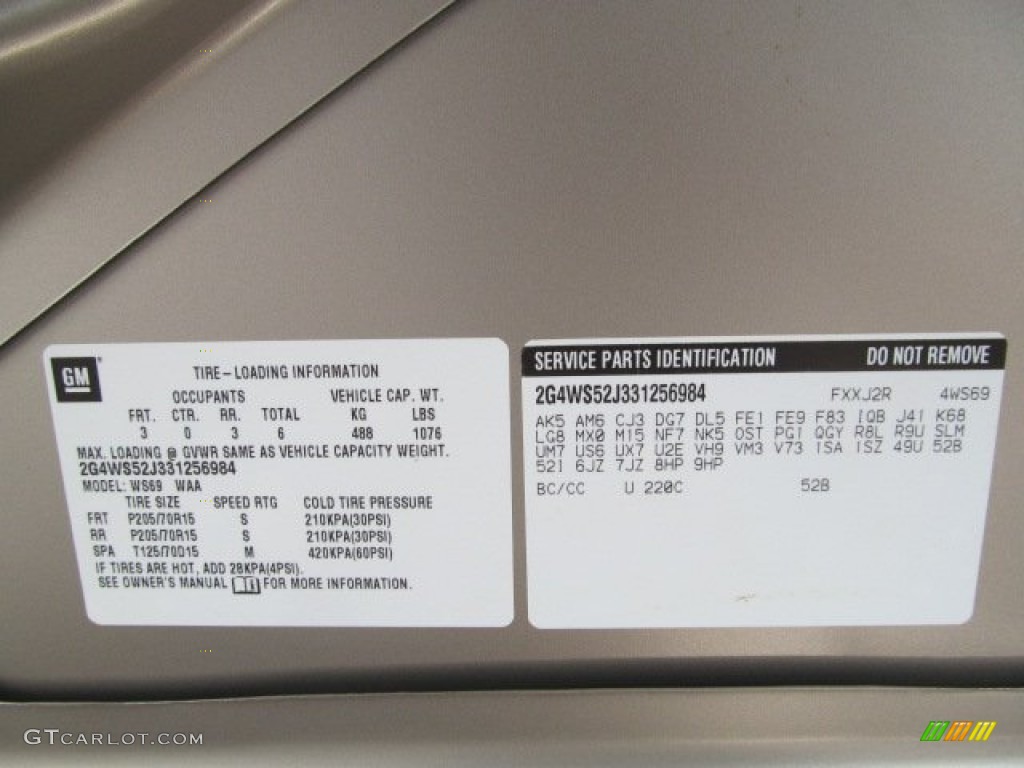 GM
TIRE-LOADING INFORMATION
OCCUPANTS VEHICLE CAP. WT.
FRT. CTR. RR. TOTAL KG LBS
3 0 3 6 488 1076
MAX. LOADING @ GVWR SAME AS VEHICLE CAPACITY WEIGHT.
2G4WS52J331256984
MODEL: WS69 WAA
TIRE SIZE SPEED RTG COLD TIRE PRESSURE
FRT P205/70R15 S 210KPA(30PSI)
RR P205/70R15 S 210KPA(30PSI)
SPA T125/70D15 M 420KPA(60PSI)
IF TIRES ARE HOT, ADD 28KPA(4PSI).
SEE OWNER'S MANUAL FOR MORE INFORMATION.
SERVICE PARTS IDENTIFICATION DO NOT REMOVE
2G4WS52J331256984 FXXJ2R 4WS69
AK5 AM6 CJ3 DG7 DL5 FE1 FE9 F83 IQB J41 K68
LG8 MX0 M15 NF7 NK5 OST PG1 QGY R8L R9U SLM
UM7 US6 UX7 U2E VH9 VM3 V73 1SA 1SZ 49U 52B
521 6JZ 7JZ 8HP 9HP
BC/CC U 220C 52B
GTCARLOT.COM